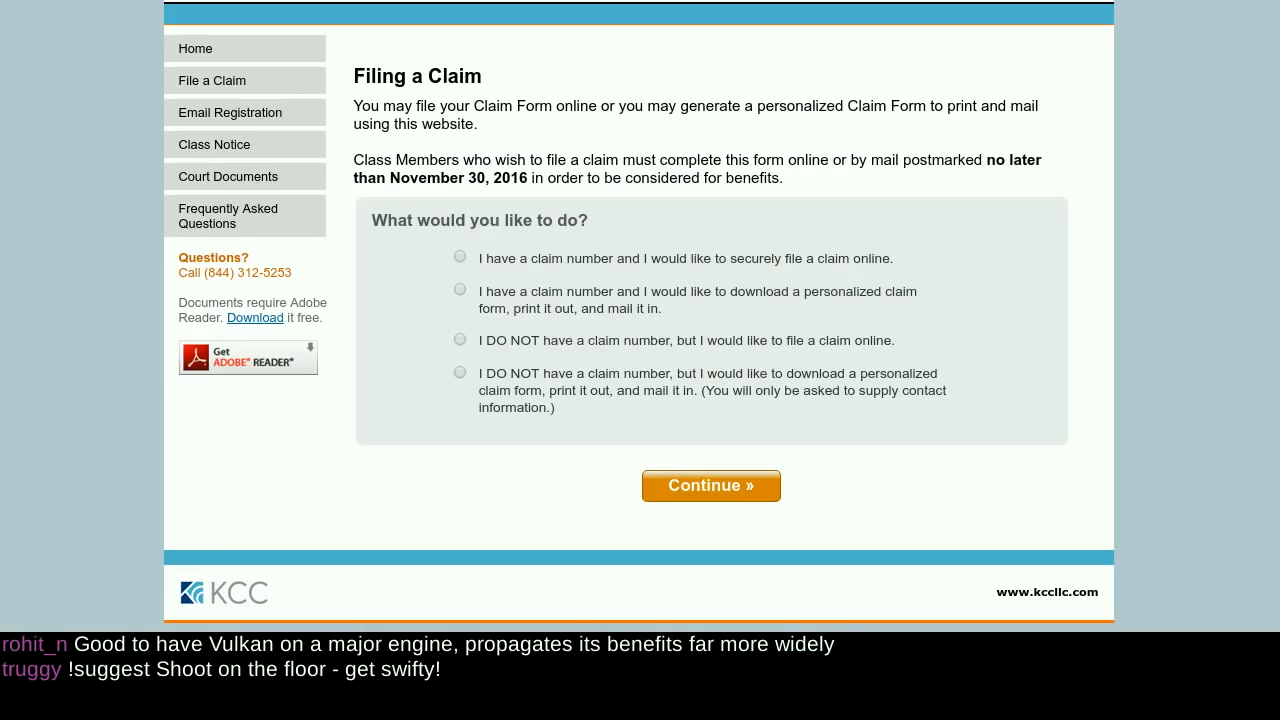 Home
File a Claim
Email Registration
Class Notice
Court Documents
Frequently Asked
Questions
Questions?
Call (844) 312-5253
Documents require Adobe
Reader. Download it free.
Get
ADOBE® READER®
Filing a Claim
You may file your Claim Form online or you may generate a personalized Claim Form to print and mail
using this website.
Class Members who wish to file a claim must complete this form online or by mail postmarked no later
than November 30, 2016 in order to be considered for benefits.
What would you like to do?
I have a claim number and I would like to securely file a claim online.
I have a claim number and I would like to download a personalized claim
form, print it out, and mail it in.
I DO NOT have a claim number, but I would like to file a claim online.
I DO NOT have a claim number, but I would like to download a personalized
claim form, print it out, and mail it in. (You will only be asked to supply contact
information.)
Continue »
KCC
www.kccllc.com
rohit_n Good to have Vulkan on a major engine, propagates its benefits far more widely
truggy !suggest Shoot on the floor - get swifty!